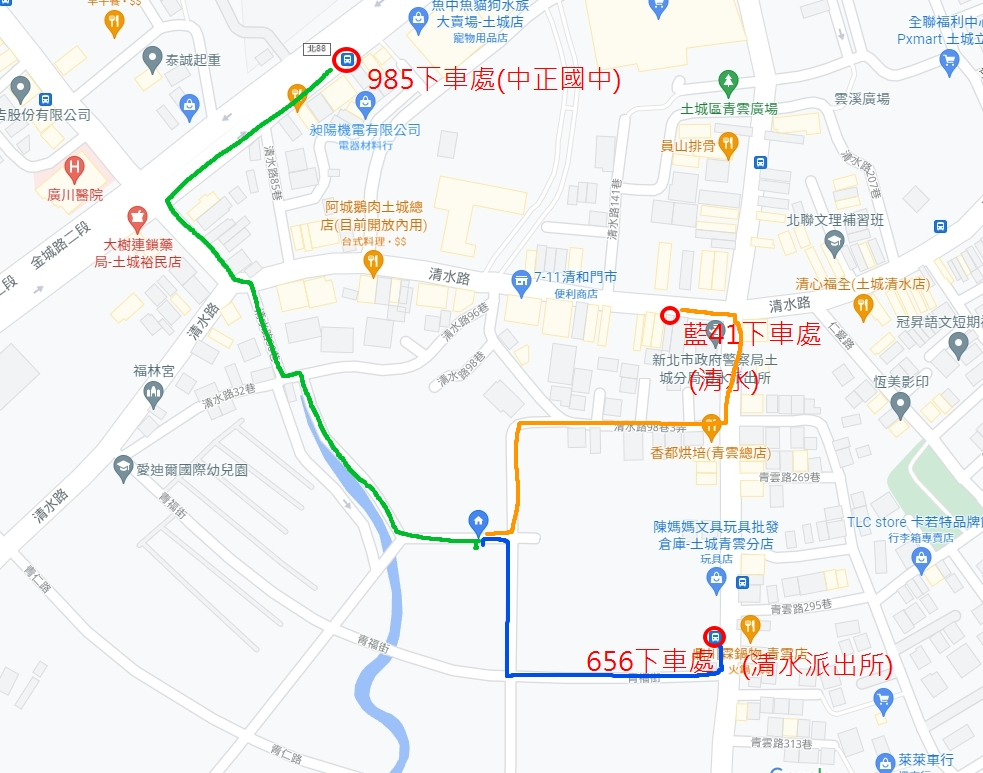 魚中魚貓狗水族
大賣場-土城店
寵物用品店
全聯福利中心
Pxmart 土城立
北88
泰誠起重
985下車處(中正國中)
土城區青雲廣場
雲溪廣場
股份有限公司
昶陽機電有限公司
電器材料行
員山排骨
清水路85巷
清水路207巷
廣川醫院
清水路141巷
阿城鵝肉土城總
店(目前開放內用)
台式料理・$$
北聯文理補習班
大樹連鎖藥
局-土城裕民店
金城路二段
二段
清水路
7-11清和門市
便利商店
清心福全(土城清水店)
清水路
清水路
清水路96巷
藍41下車處
(清水)
仁愛路
冠昇語文短期
新北市政府警察局土
福林宮
清水路98巷
恆美影印
清水路32巷
清水路98巷3弄
香都烘培(青雲總店)
愛迪爾國際幼兒園
青雲路269巷
清水路
青福街
陳媽媽文具玩具批發
倉庫-土城青雲分店
玩具店
TLC store 卡若特品牌
行李箱專賣店
青仁路
青雲路295巷
656下車處
(清水派出所)
青福街
青福街
青仁路
青雲路313巷
萊萊車行